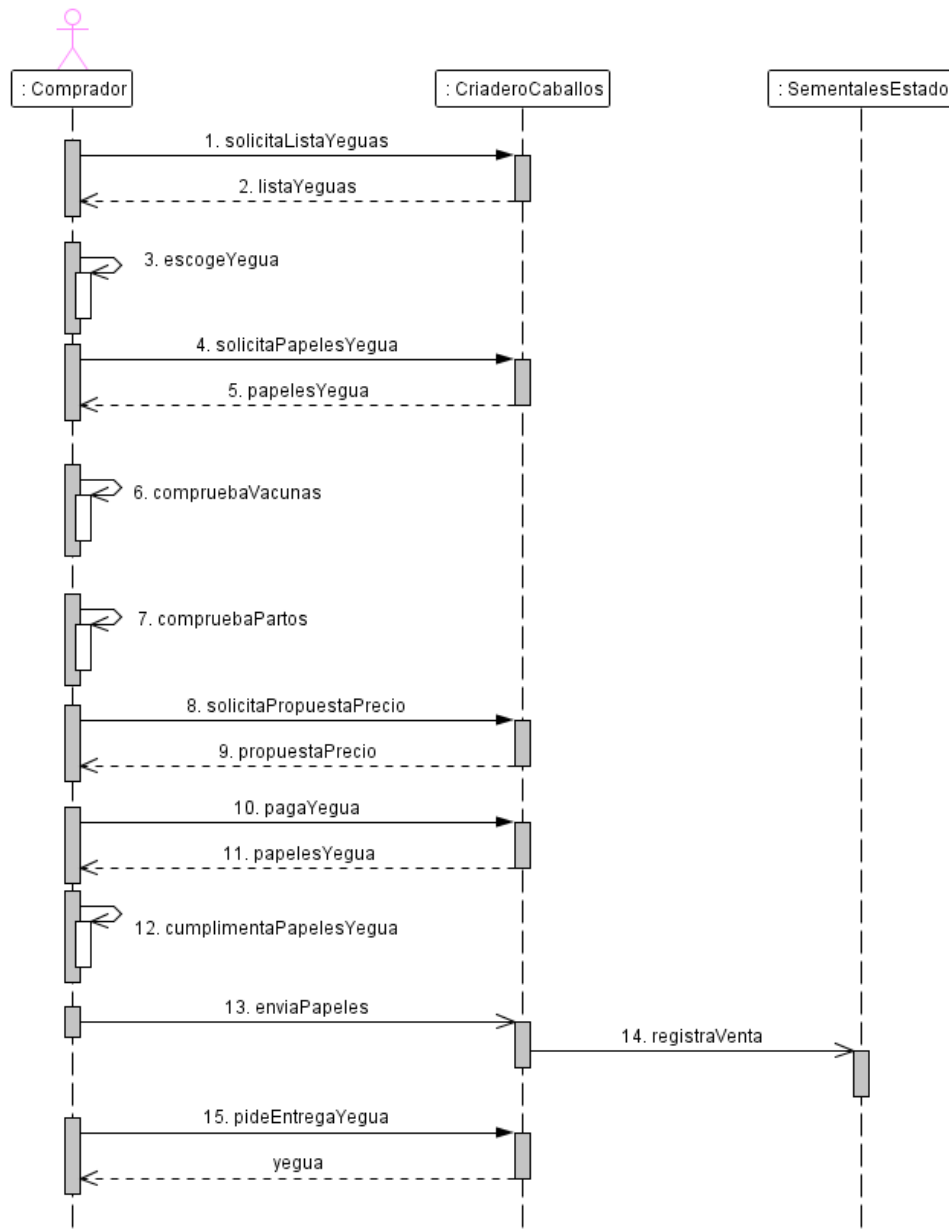 : Comprador
: CriaderoCaballos
: SementalesEstado
1. solicitaListaYeguas
2. listaYeguas
3. escogeYegua
4. solicitaPapelesYegua
5. papelesYegua
6. compruebaVacunas
7. compruebaPartos
8. solicitaPropuestaPrecio
9. propuestaPrecio
10. pagaYegua
11. papelesYegua
12. cumplimentaPapelesYegua
13. enviaPapeles
14. registraVenta
15. pideEntregaYegua
yegua